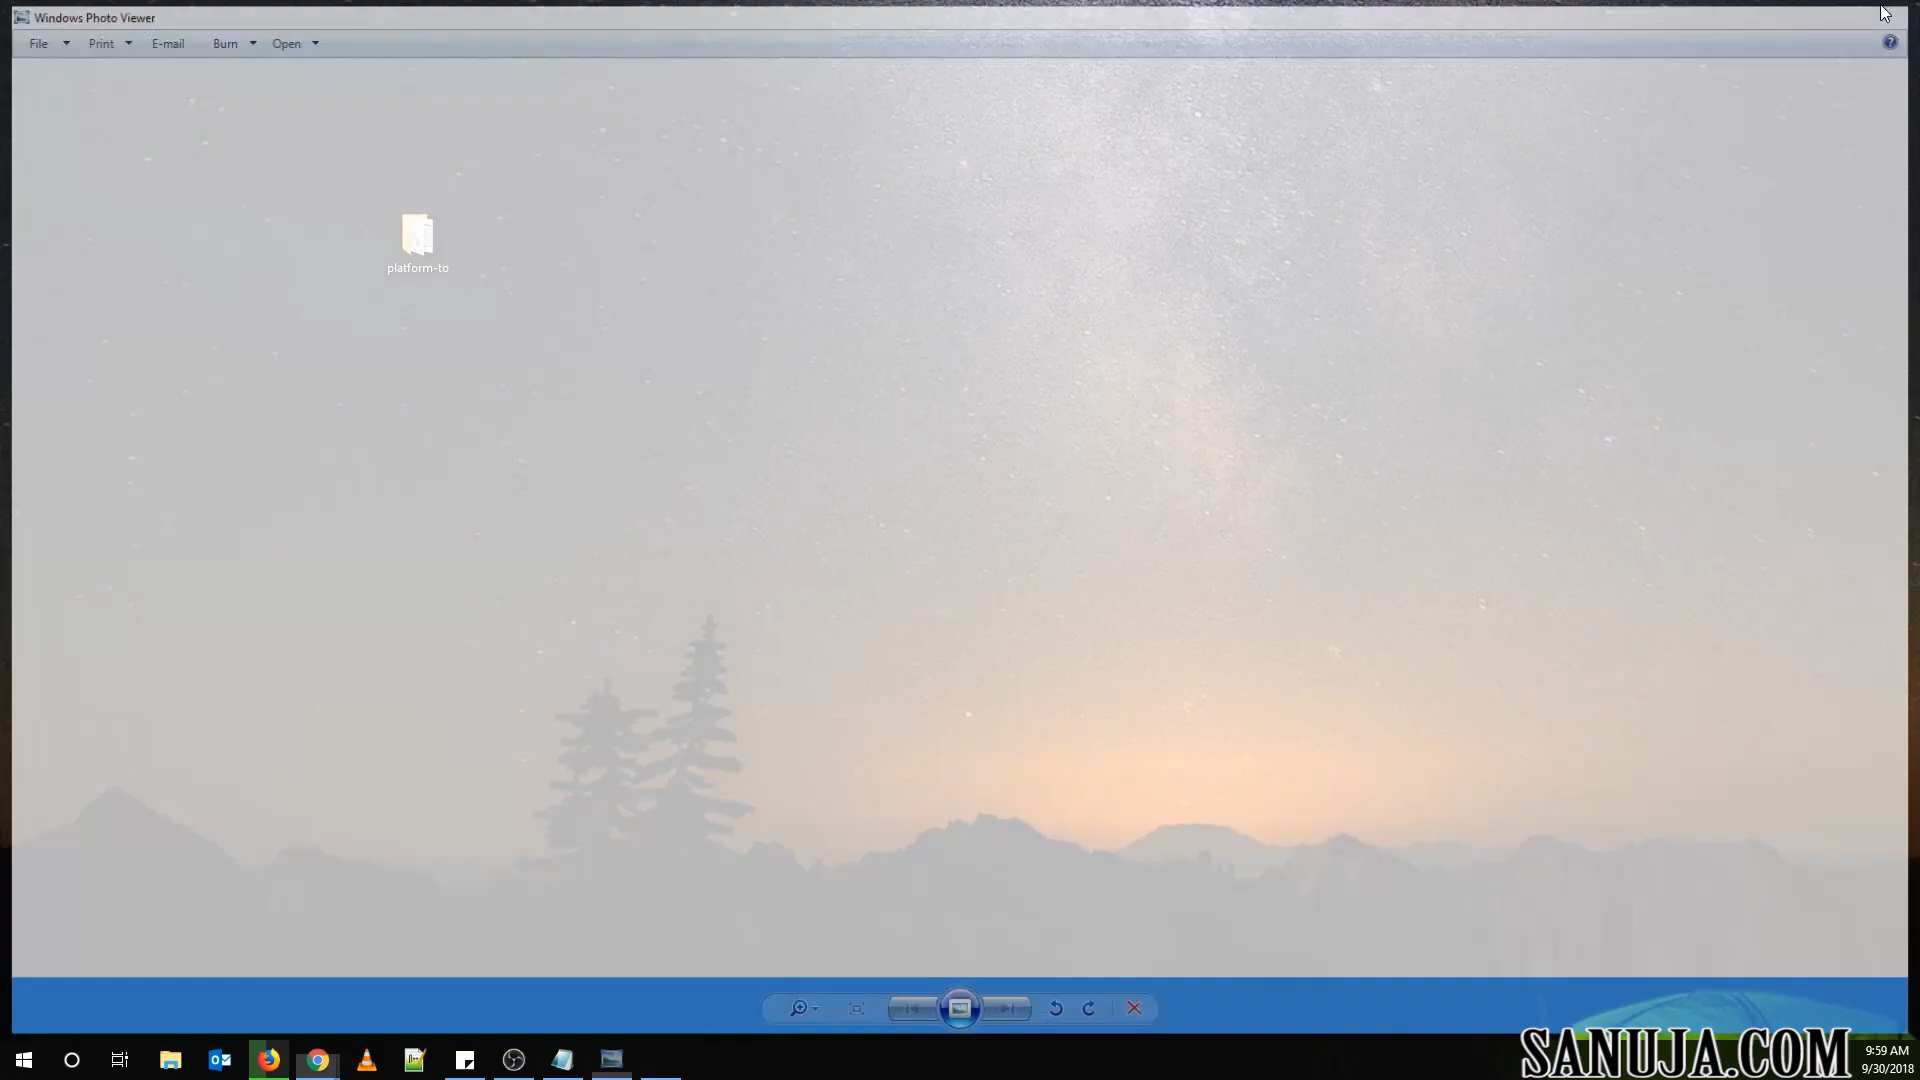 Windows Photo Viewer
File Print E-mail Burn Open
platform-to
SANUJA.COM
9:59 AM
9/30/2018